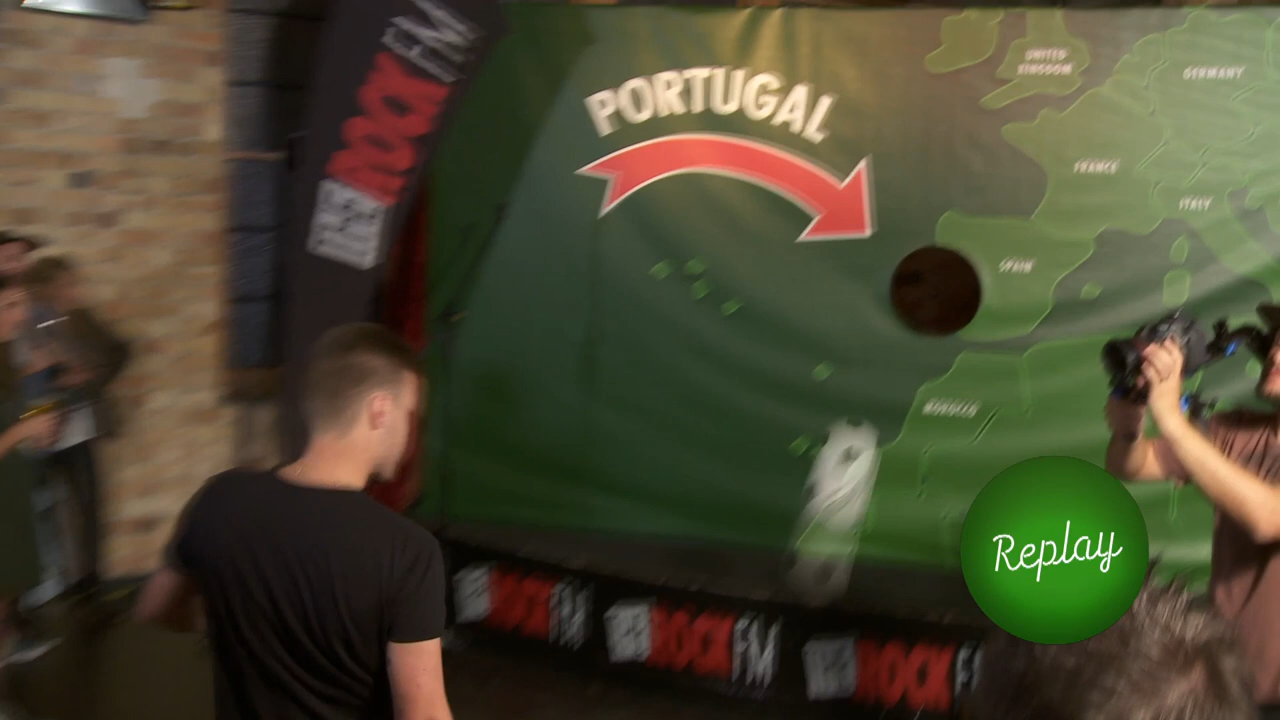 ROCK FM
PORTUGAL
UNITED
KINGDOM
GERMANY
FRANCE
ITALY
SPAIN
MOROCCO
Replay
ROCK FM
ROCK FM
ROCK F